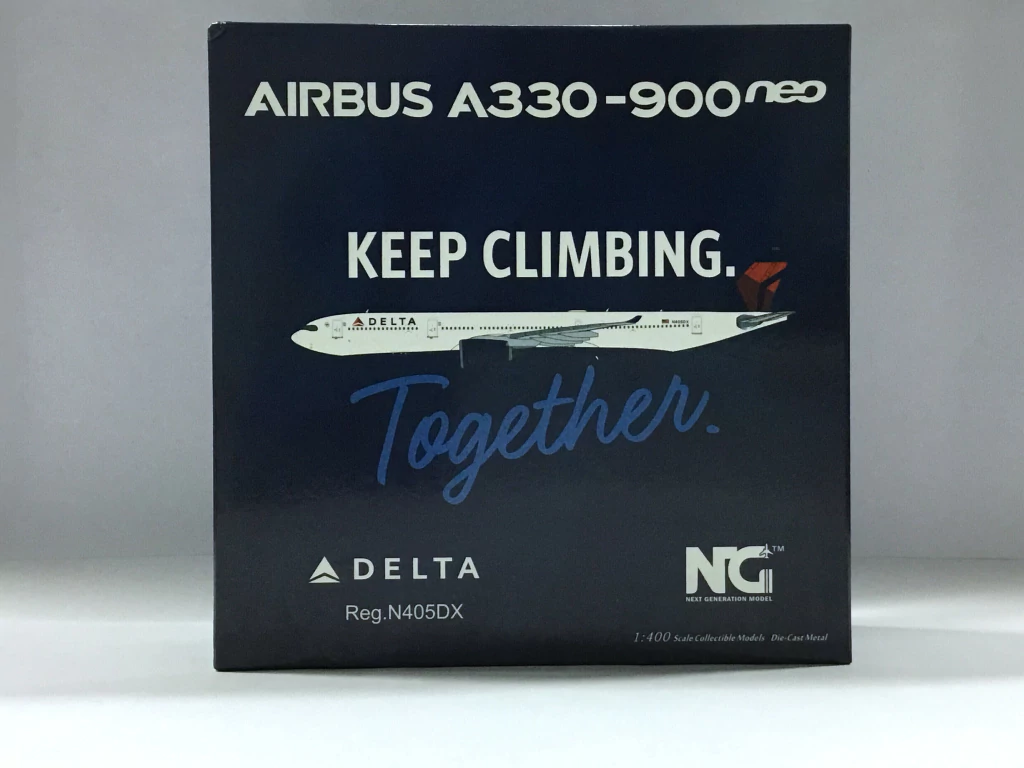 AIRBUS A330-900neo
KEEP CLIMBING.
DELTA
Together.
DELTA
Reg.N405DX
NG™
NEXT GENERATION MODEL
1:400 Scale Collectible Models Die-Cast Metal